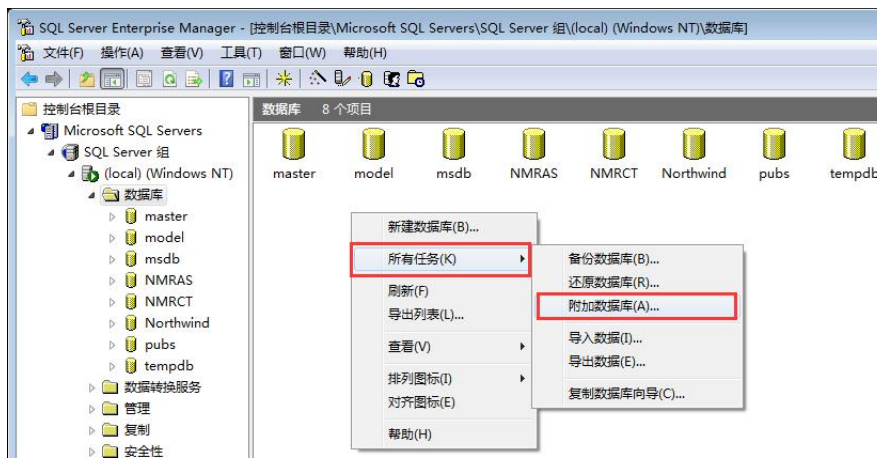 SQL Server Enterprise Manager - [控制台根目录\Microsoft SQL Servers\SQL Server 组\(local) (Windows NT)\数据库]
文件(F) 操作(A) 查看(V) 工具(T) 窗口(W) 帮助(H)
控制台根目录
Microsoft SQL Servers
SQL Server 组
(local) (Windows NT)
数据库
master
model
msdb
NMRAS
NMRCT
Northwind
pubs
tempdb
数据转换服务
管理
复制
安全性
数据库 8 个项目
master model msdb NMRAS NMRCT Northwind pubs tempdb
新建数据库(B)...
所有任务(K)
刷新(F)
导出列表(L)...
查看(V)
排列图标(I)
对齐图标(E)
帮助(H)
备份数据库(B)...
还原数据库(R)...
附加数据库(A)...
导入数据(I)...
导出数据(E)...
复制数据库向导(C)...